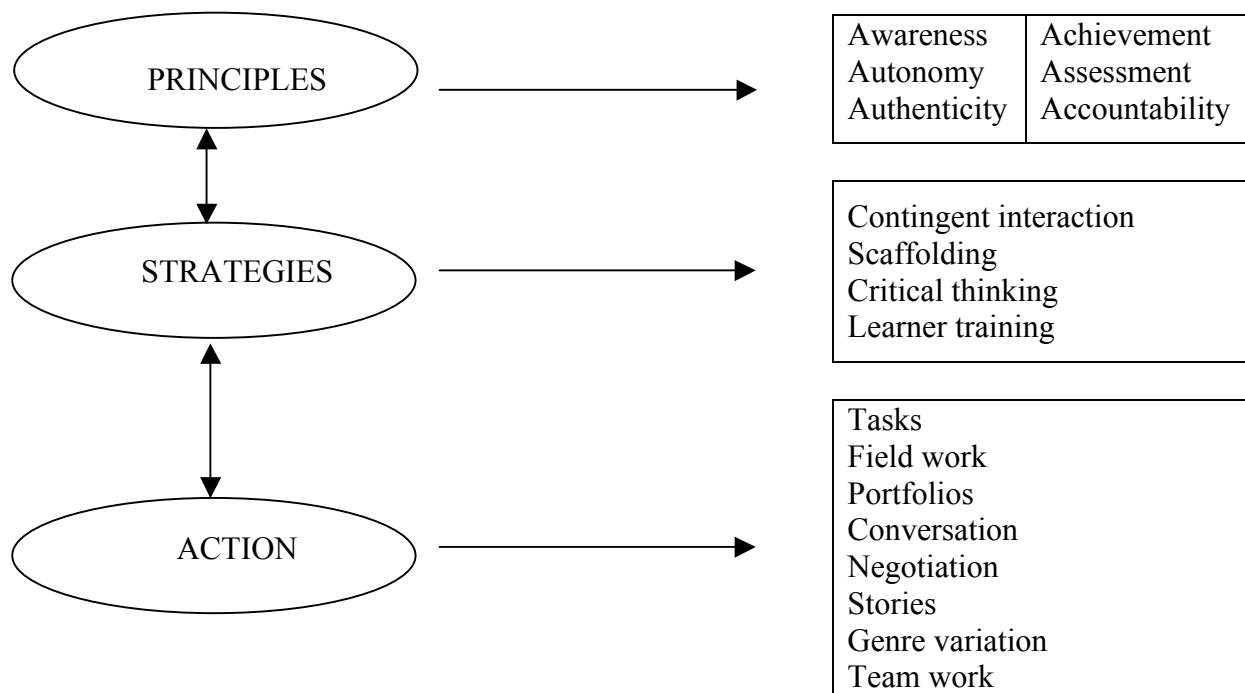 PRINCIPLES
Awareness Achievement
Autonomy Assessment
Authenticity Accountability
STRATEGIES
Contingent interaction
Scaffolding
Critical thinking
Learner training
ACTION
Tasks
Field work
Portfolios
Conversation
Negotiation
Stories
Genre variation
Team work